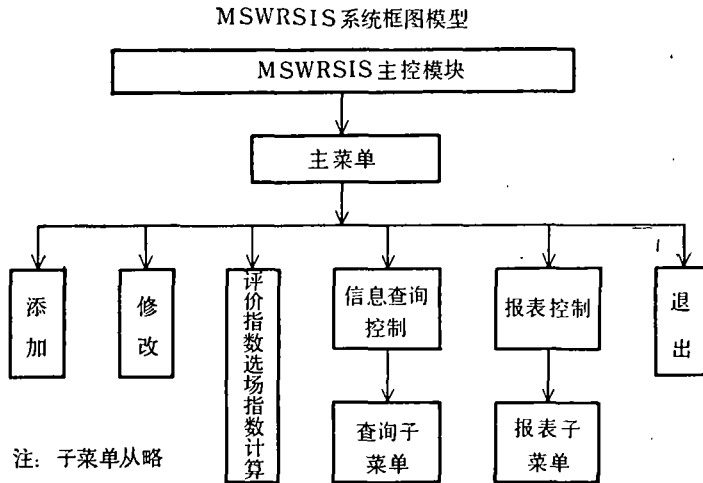 MSWRSIS系统框图模型
MSWRSIS主控模块
主菜单
添加
修改
评价指数选场指数计算
信息查询
控制
报表控制
退出
查询子
菜单
报表子
菜单
注：子菜单从略